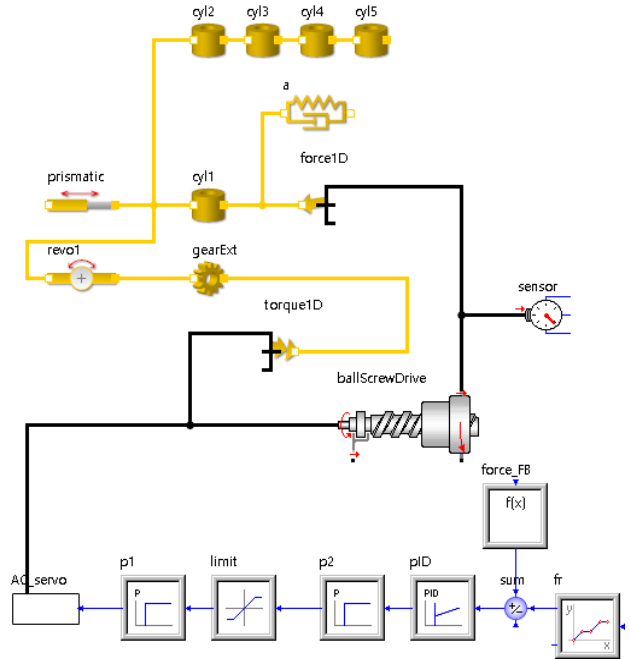 cyl2 cyl3 cyl4 cyl5
a
force1D
prismatic cyl1
revo1 gearExt
sensor
torque1D
ballScrewDrive
force_FB
f(x)
p1 limit p2 pID sum fr
AC_servo
P P PID +/- y
x